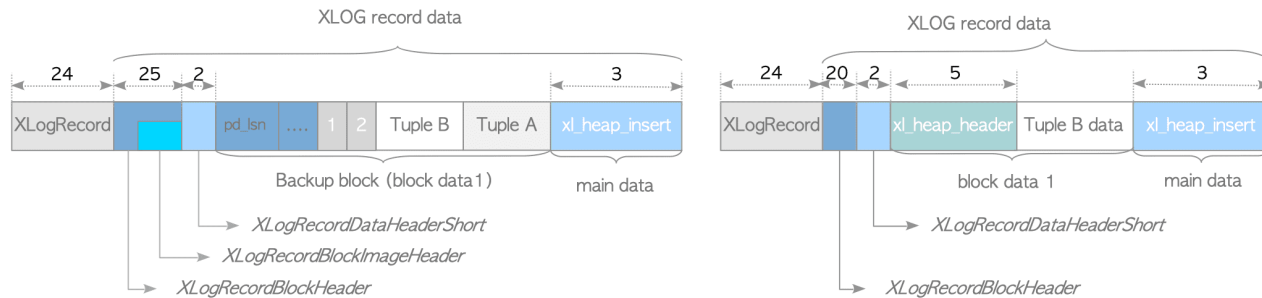 XLOG record data
24 25 2 3
XLogRecord pd_lsn .... 1 2 Tuple B Tuple A xl_heap_insert
Backup block (block data1) main data
XLogRecordDataHeaderShort
XLogRecordBlockImageHeader
XLogRecordBlockHeader
XLOG record data
24 20 2 5 3
XLogRecord xl_heap_header Tuple B data xl_heap_insert
block data 1 main data
XLogRecordDataHeaderShort
XLogRecordBlockHeader